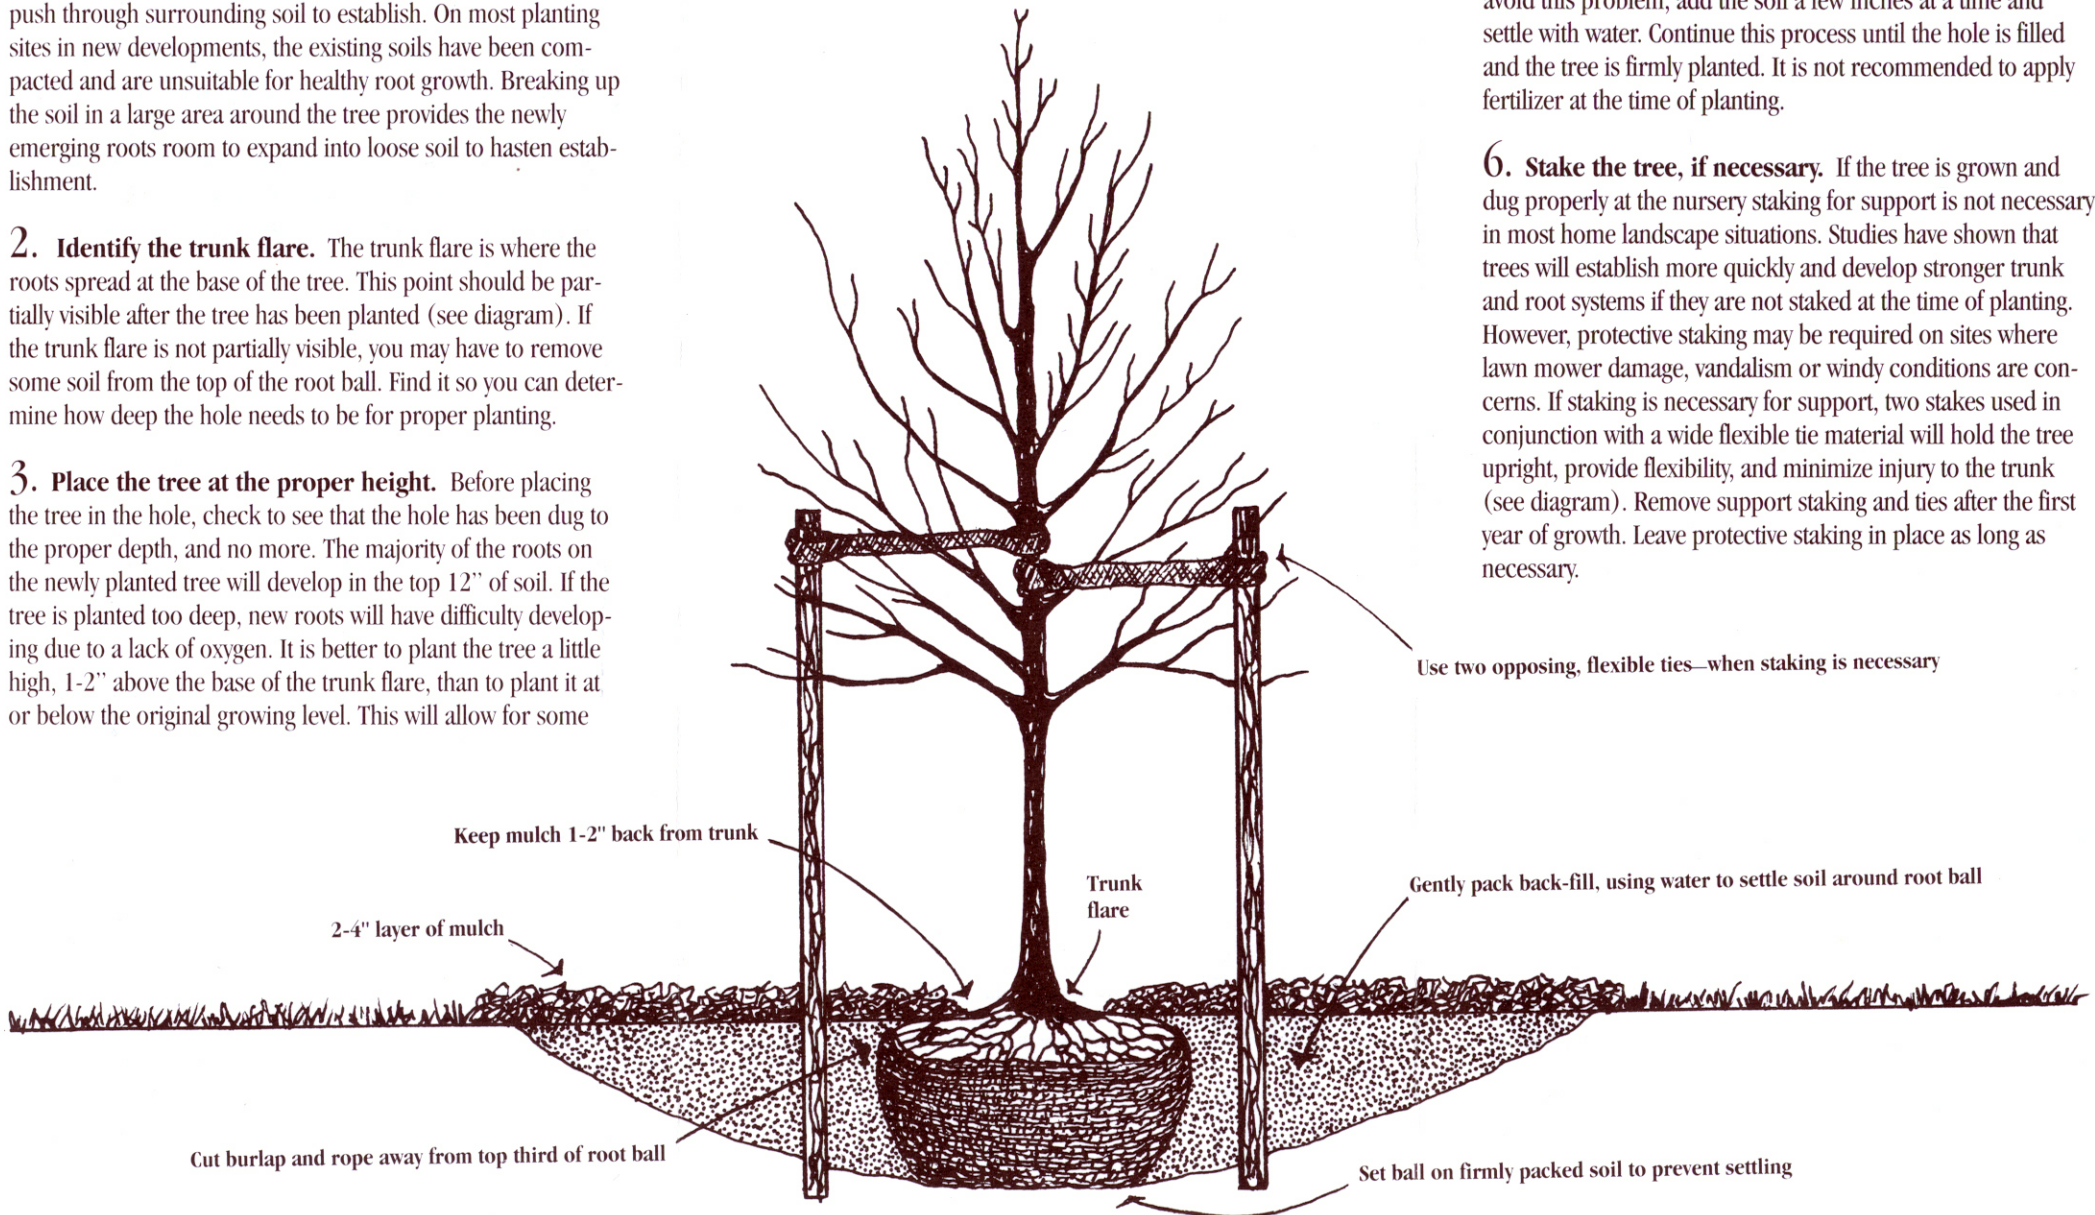 push through surrounding soil to establish. On most planting
sites in new developments, the existing soils have been com-
pacted and are unsuitable for healthy root growth. Breaking up
the soil in a large area around the tree provides the newly
emerging roots room to expand into loose soil to hasten estab-
lishment.
2. Identify the trunk flare. The trunk flare is where the
roots spread at the base of the tree. This point should be par-
tially visible after the tree has been planted (see diagram). If
the trunk flare is not partially visible, you may have to remove
some soil from the top of the root ball. Find it so you can deter-
mine how deep the hole needs to be for proper planting.
3. Place the tree at the proper height. Before placing
the tree in the hole, check to see that the hole has been dug to
the proper depth, and no more. The majority of the roots on
the newly planted tree will develop in the top 12” of soil. If the
tree is planted too deep, new roots will have difficulty develop-
ing due to a lack of oxygen. It is better to plant the tree a little
high, 1-2” above the base of the trunk flare, than to plant it at
or below the original growing level. This will allow for some
avoid this problem, add the soil a few inches at a time and
settle with water. Continue this process until the hole is filled
and the tree is firmly planted. It is not recommended to apply
fertilizer at the time of planting.
6. Stake the tree, if necessary. If the tree is grown and
dug properly at the nursery staking for support is not necessary
in most home landscape situations. Studies have shown that
trees will establish more quickly and develop stronger trunk
and root systems if they are not staked at the time of planting.
However, protective staking may be required on sites where
lawn mower damage, vandalism or windy conditions are con-
cerns. If staking is necessary for support, two stakes used in
conjunction with a wide flexible tie material will hold the tree
upright, provide flexibility, and minimize injury to the trunk
(see diagram). Remove support staking and ties after the first
year of growth. Leave protective staking in place as long as
necessary.
Use two opposing, flexible ties—when staking is necessary
Keep mulch 1-2" back from trunk
Trunk
flare
Gently pack back-fill, using water to settle soil around root ball
2-4" layer of mulch
Cut burlap and rope away from top third of root ball
Set ball on firmly packed soil to prevent settling